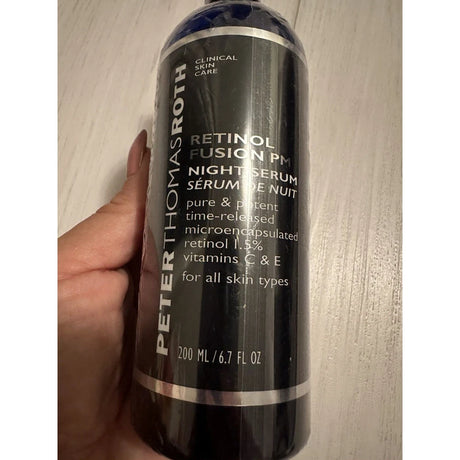 PETERTHOMASROTH
CLINICAL
SKIN
CARE
RETINOL
FUSION PM
NIGHT SERUM
SÉRUM DE NUIT
pure & potent
time-released
microencapsulated
retinol 1.5%
vitamins C & E
for all skin types
200 ML/6.7 FL OZ